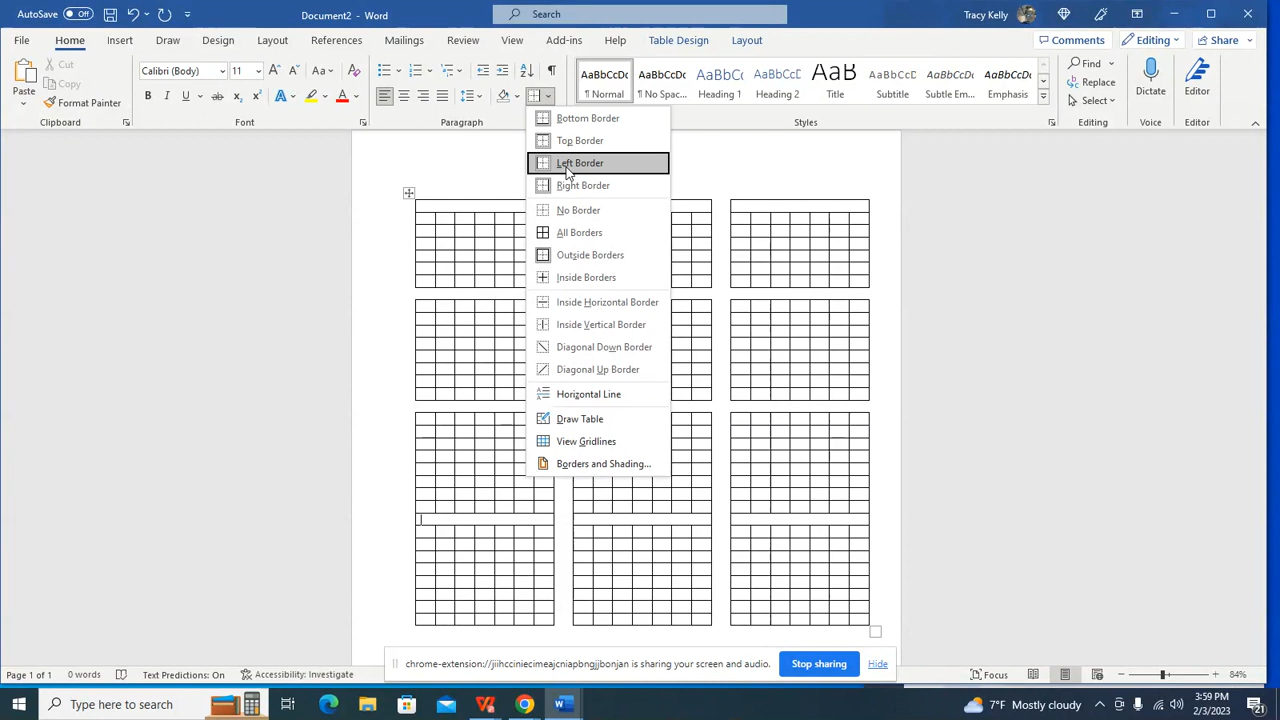 AutoSave Off Document2 - Word Search Tracy Kelly
File Home Insert Draw Design Layout References Mailings Review View Add-ins Help Table Design Layout Comments Editing Share
Paste Cut Copy Format Painter
Calibri (Body) 11
AaBbCcDc AaBbCcDc AaBbCc AaBbCcD AaB AaBbCcD AaBbCcDc AaBbCcDc
¶ Normal ¶ No Spac... Heading 1 Heading 2 Title Subtitle Subtle Em... Emphasis
Find Replace Select Dictate Editor
Clipboard Font Paragraph Styles Editing Voice Editor
Bottom Border
Top Border
Left Border
Right Border
No Border
All Borders
Outside Borders
Inside Borders
Inside Horizontal Border
Inside Vertical Border
Diagonal Down Border
Diagonal Up Border
Horizontal Line
Draw Table
View Gridlines
Borders and Shading...
chrome-extension://jiihcciniecimeajcniapbngjjbonjan is sharing your screen and audio. Stop sharing Hide
Page 1 of 1 0 words Text Predictions: On Accessibility: Investigate Focus 84%
Type here to search 77°F Mostly cloudy 3:59 PM
2/3/2023 21